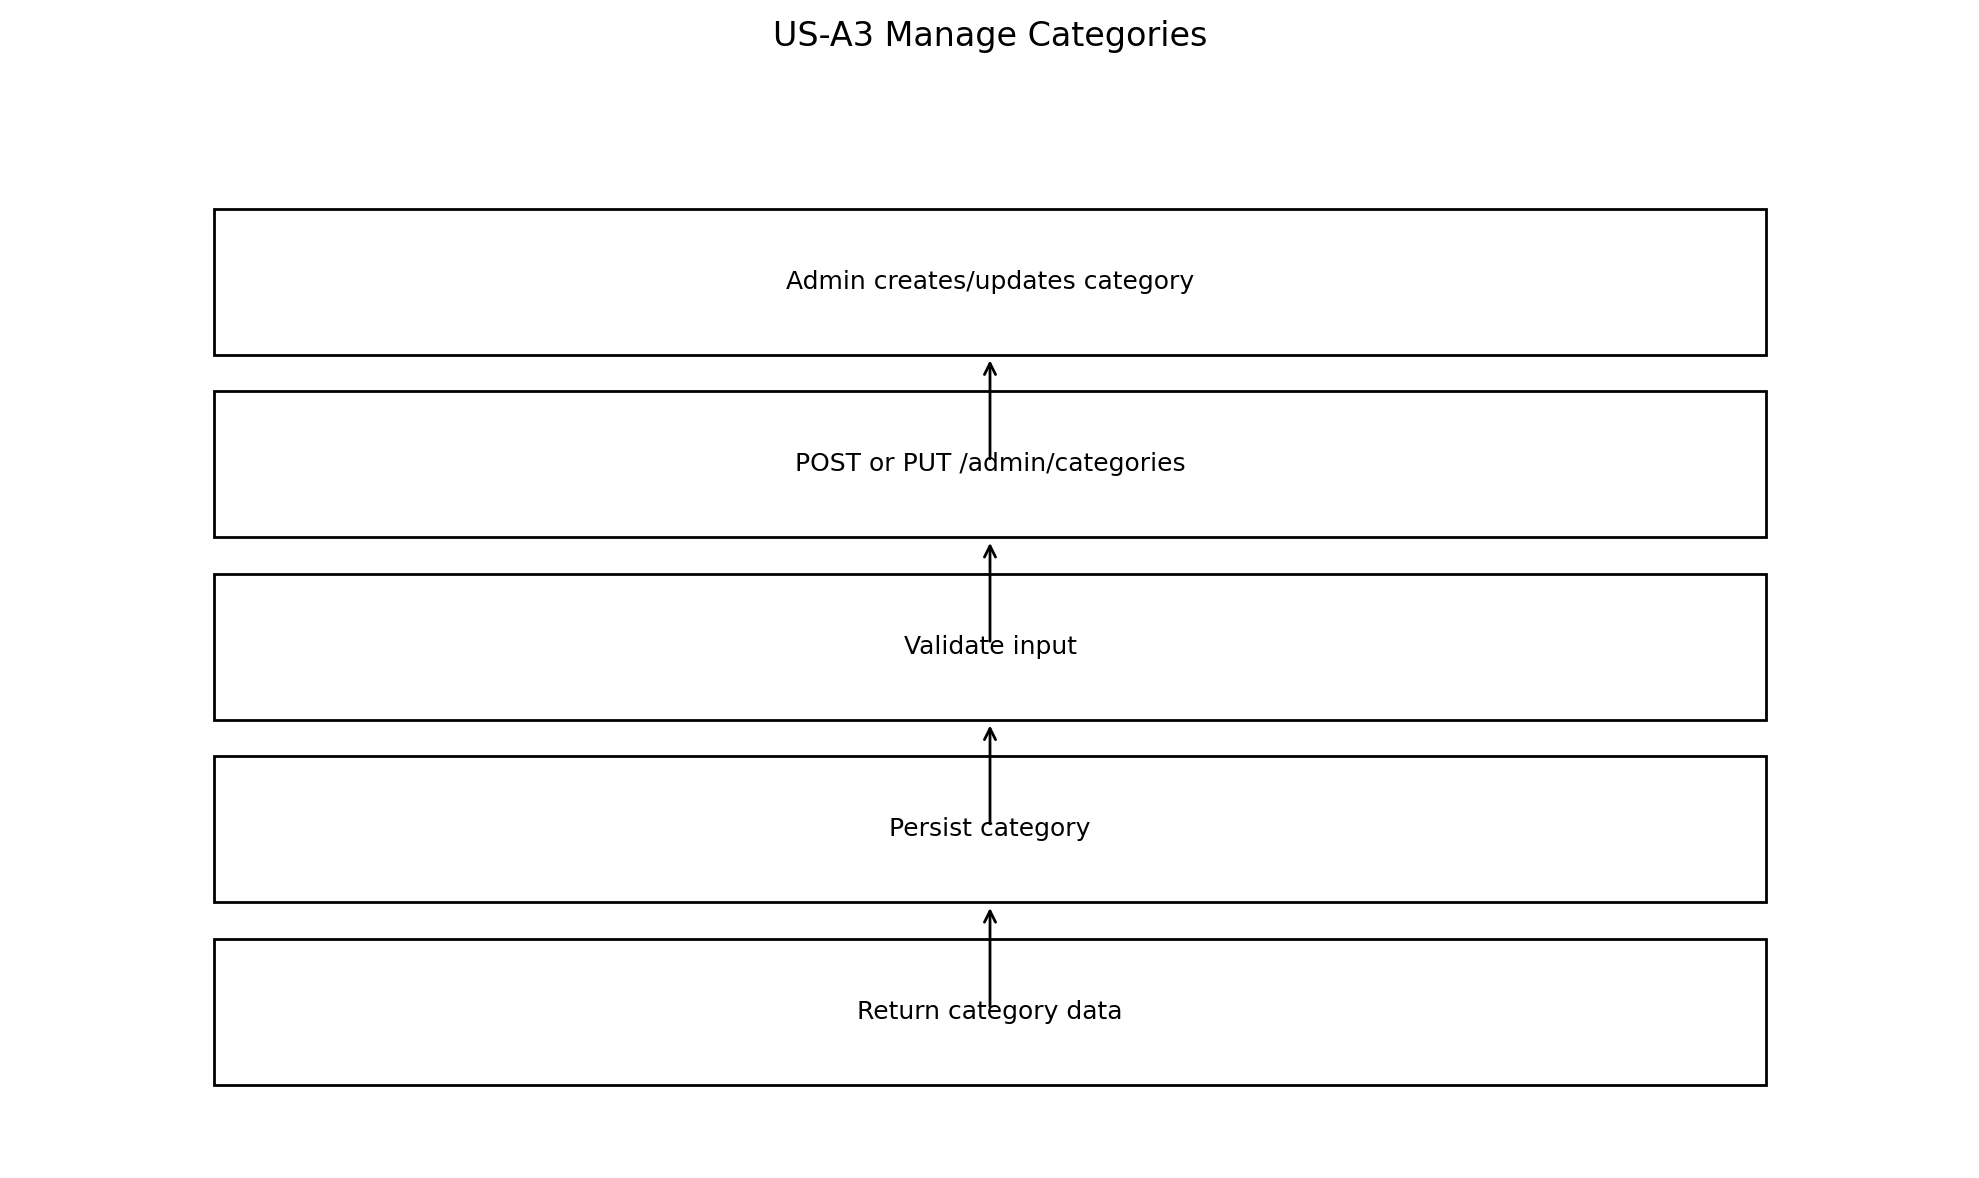 US-A3 Manage Categories
Admin creates/updates category
POST or PUT /admin/categories
Validate input
Persist category
Return category data